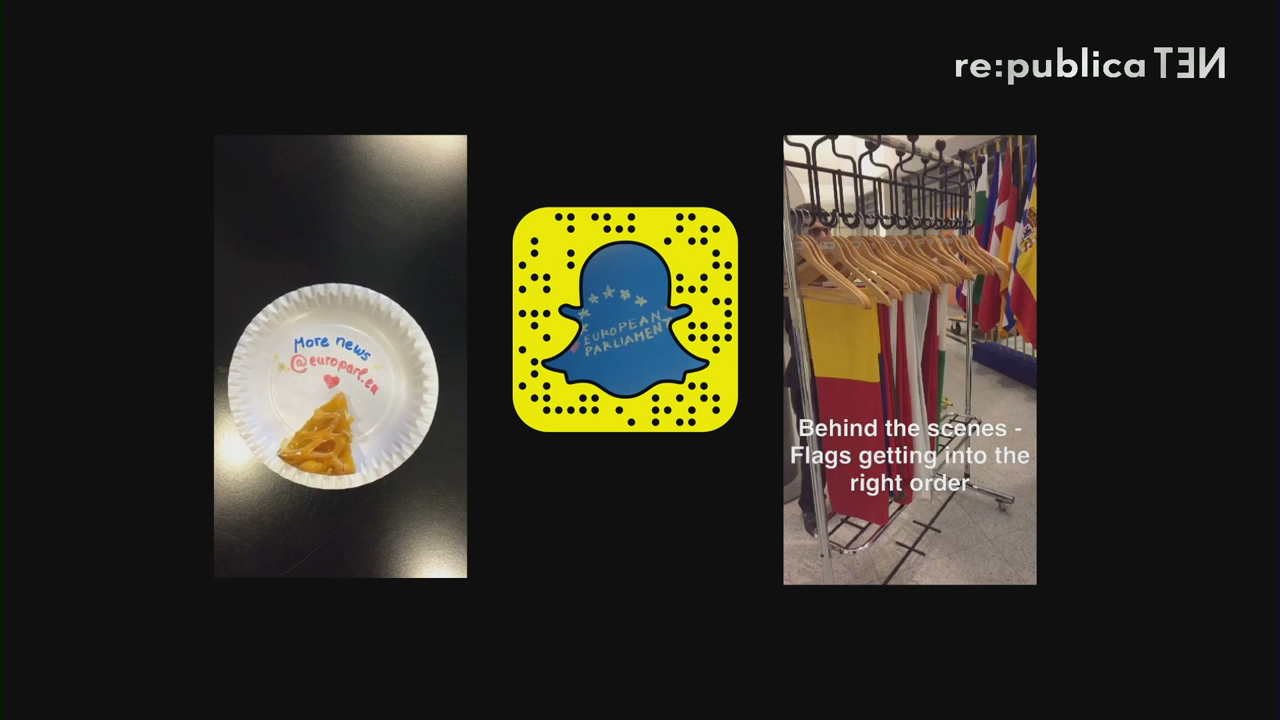 re:publica TEN
More news
@europarl.eu
EUROPEAN
PARLIAMENT
Behind the scenes -
Flags getting into the
right order